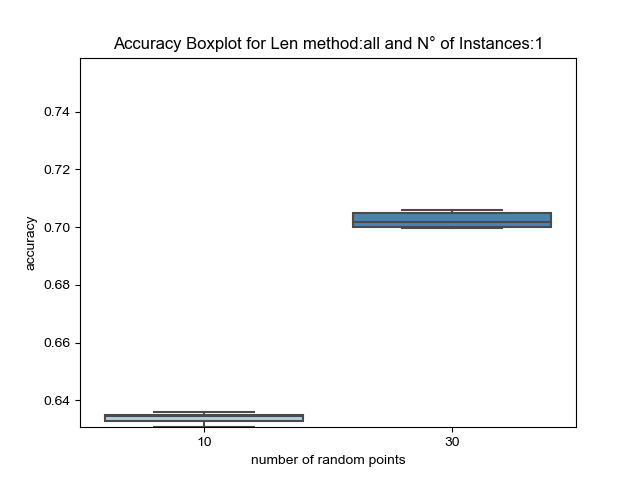 Accuracy Boxplot for Len method:all and N° of Instances:1
accuracy
0.74
0.72
0.70
0.68
0.66
0.64
10
30
number of random points